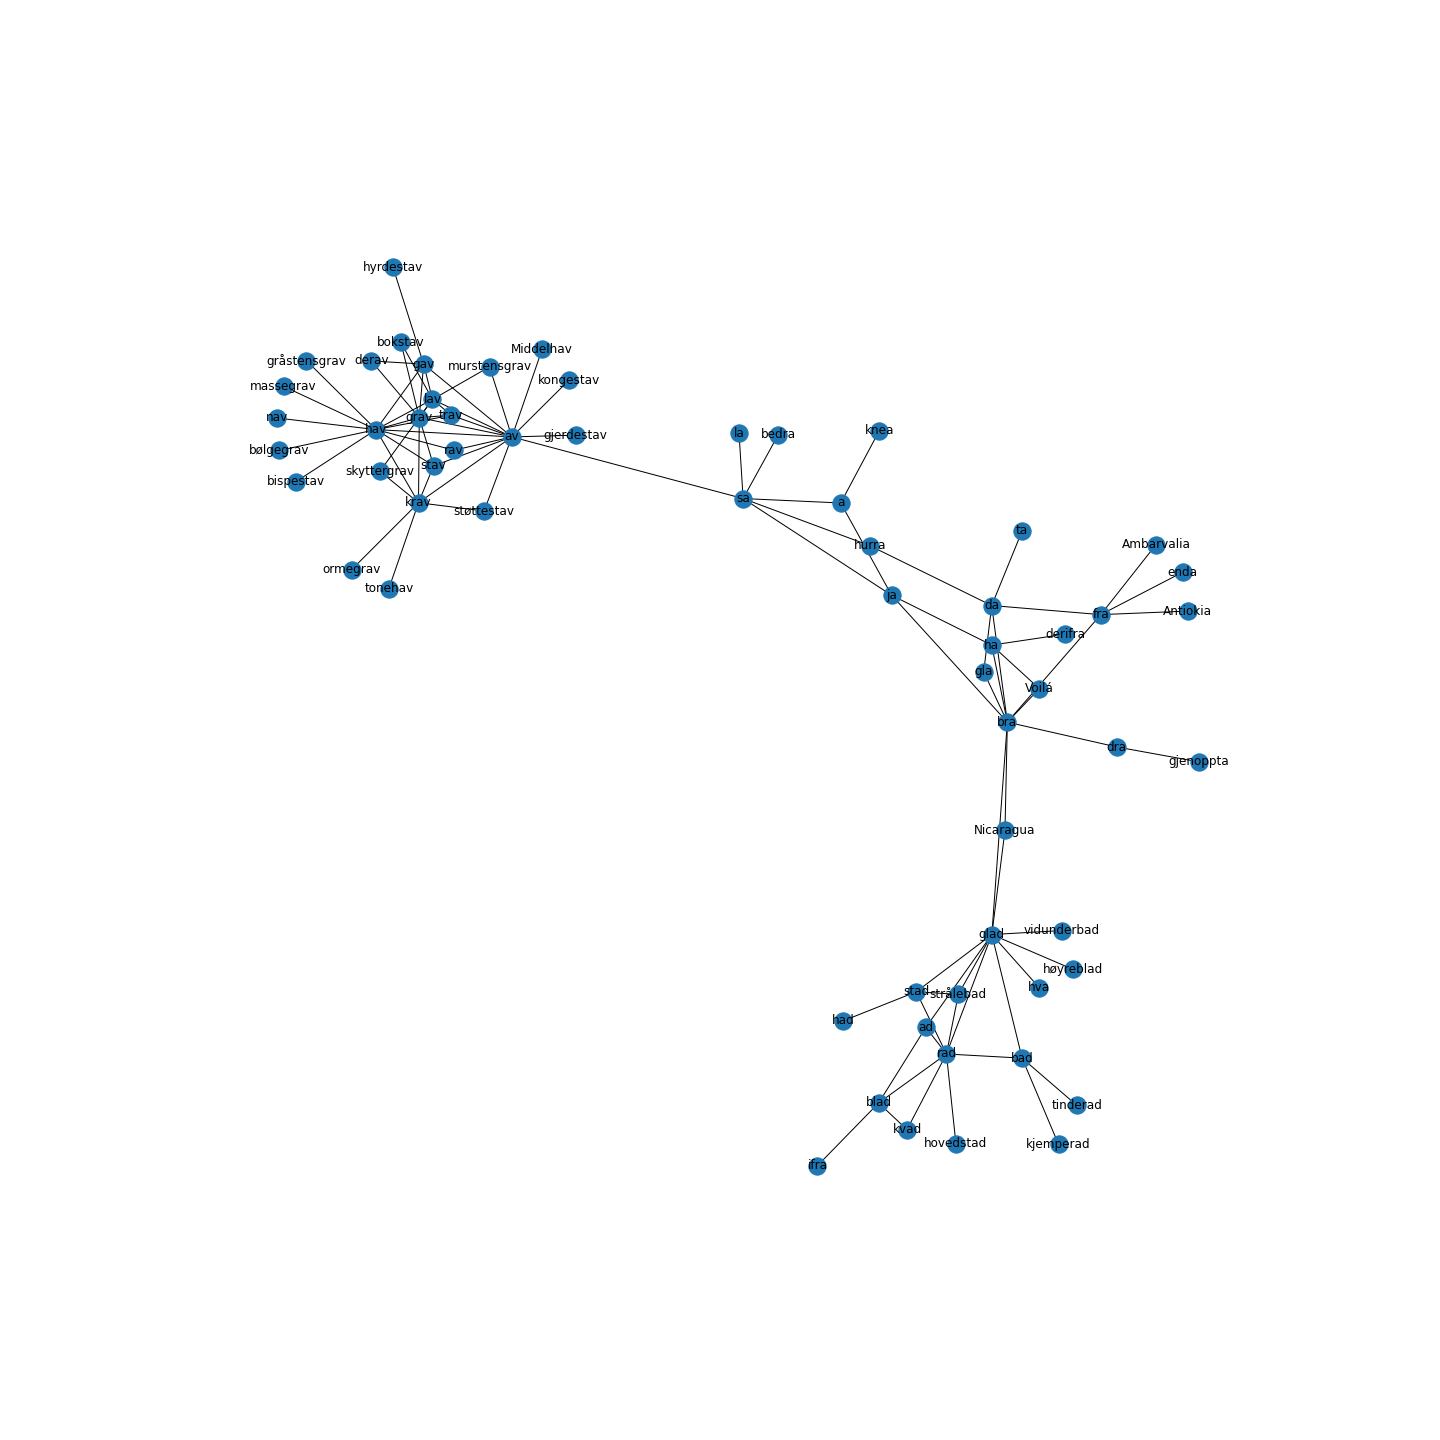 hyrdestav
bokstav
Middelhav
gråstensgrav
derav
gav
murstensgrav
kongestav
massegrav
lav
nav
grav
trav
hav
av
gjerdestav
la
bedra
knea
bølgegrav
rav
stav
skyttergrav
bispestav
krav
støttestav
sa
a
ormegrav
tonehav
hurra
ta
Ambarvalia
enda
ja
da
fra
Antiokia
derifra
ha
gla
Voilá
bra
dra
gjenoppta
Nicaragua
glad
vidunderbad
høyreblad
hva
stad
strålebad
had
ad
rad
bad
blad
tinderad
kvad
hovedstad
kjemperad
ifra